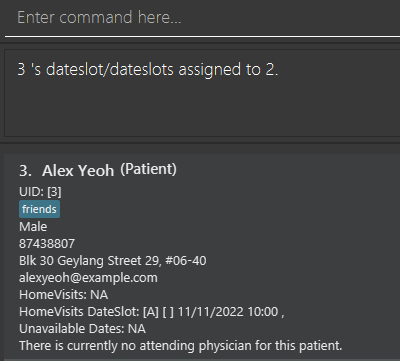 Enter command here...
3 's dateslot/dateslots assigned to 2.
3. Alex Yeoh (Patient)
UID: [3]
friends
Male
87438807
Blk 30 Geylang Street 29, #06-40
alexyeoh@example.com
HomeVisits: NA
HomeVisits DateSlot: [A] [ ] 11/11/2022 10:00 ,
Unavailable Dates: NA
There is currently no attending physician for this patient.